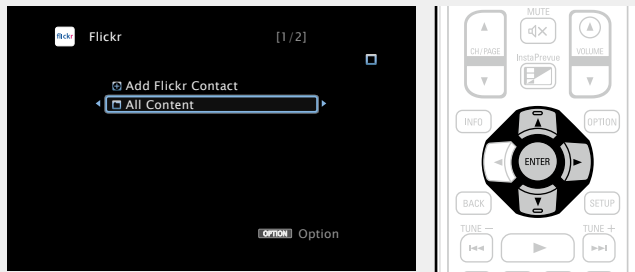 flickr Flickr [1/2]
Add Flickr Contact
All Content
OPTION Option
MUTE
CH/PAGE VOLUME
InstaPrevue
INFO OPTION
ENTER
BACK SETUP
TUNE − TUNE +